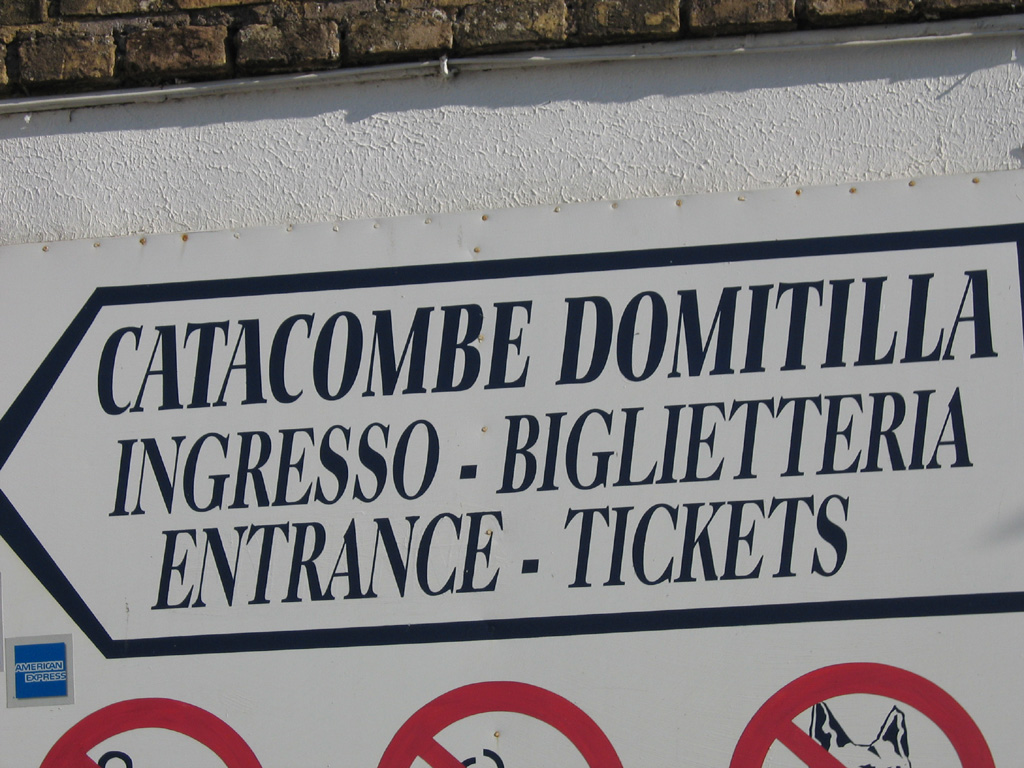 CATACOMBE DOMITILLA
INGRESSO - BIGLIETTERIA
ENTRANCE - TICKETS
AMERICAN
EXPRESS